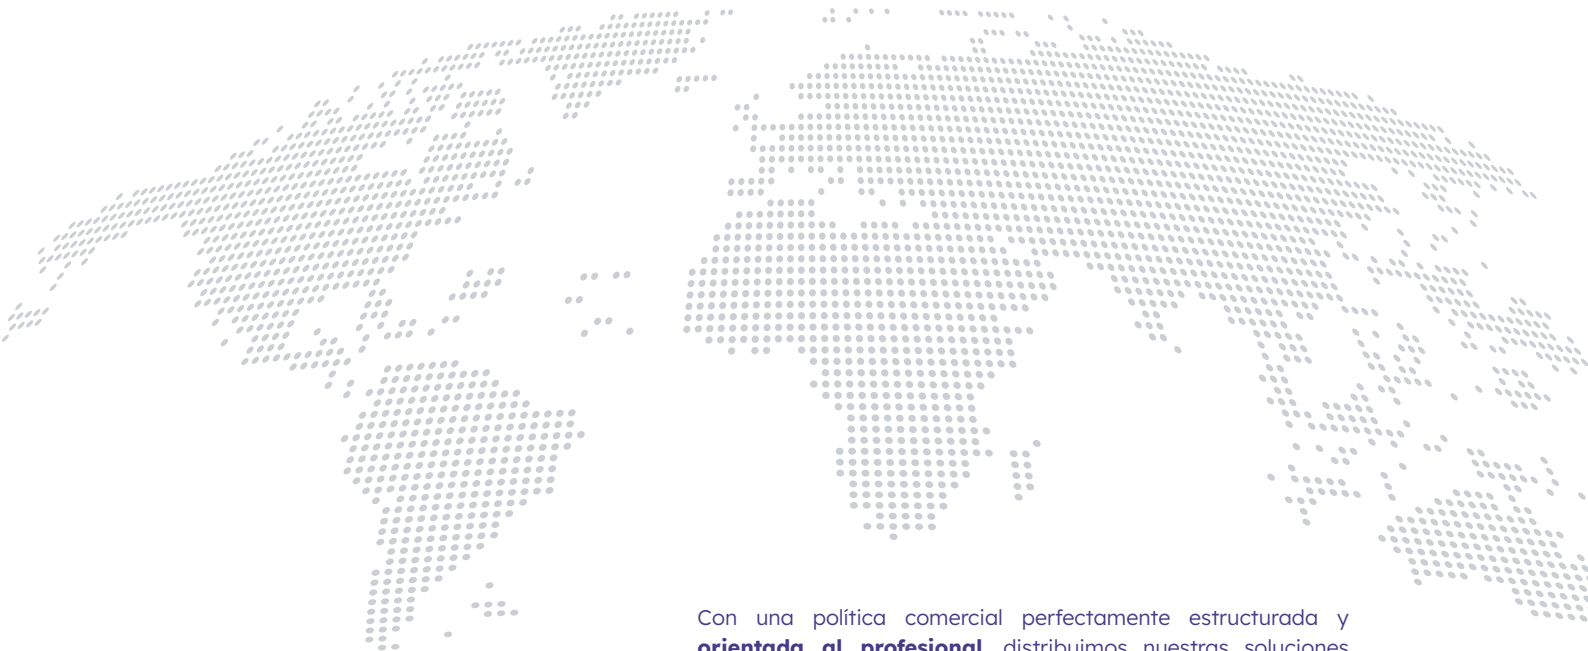 Con una política comercial perfectamente estructurada y
orientada al profesional, distribuimos nuestras soluciones